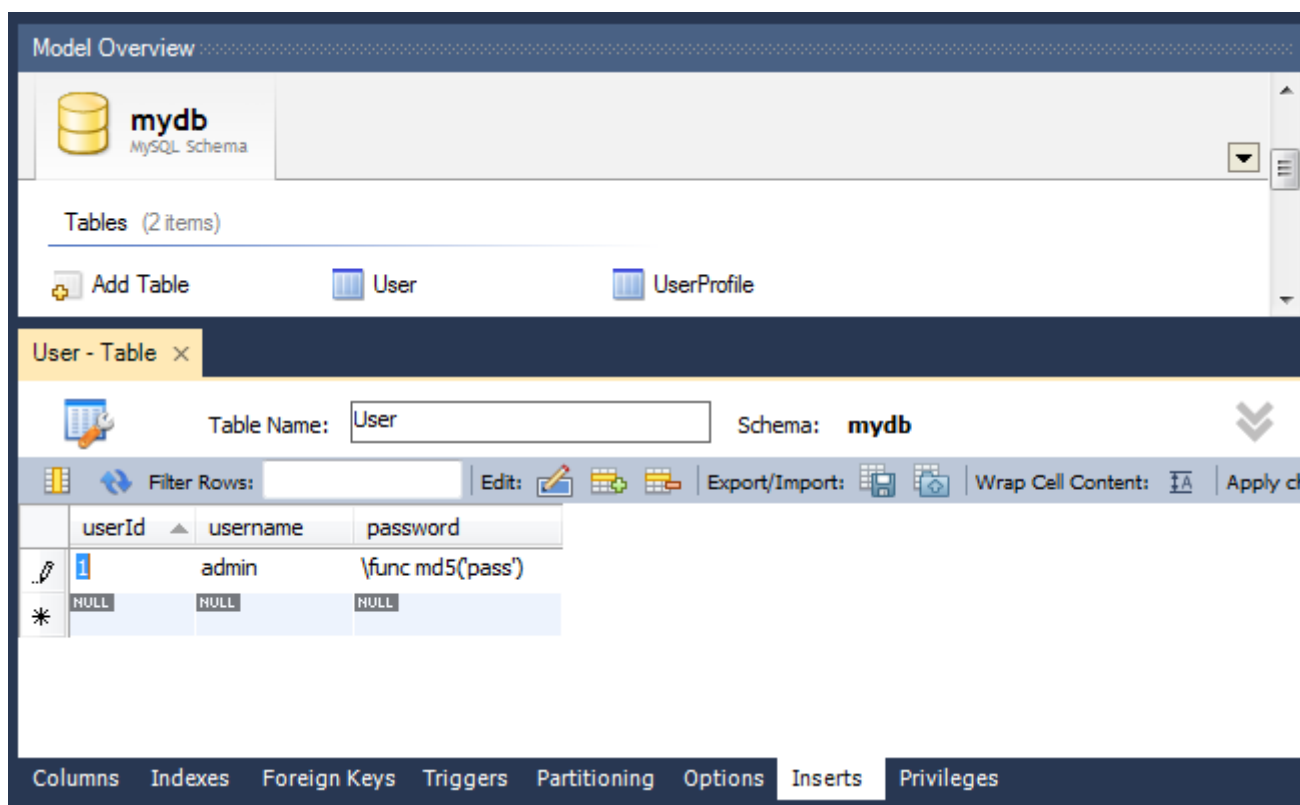 Model Overview
mydb
MySQL Schema
Tables (2 items)
Add Table User UserProfile
User - Table ×
Table Name: User Schema: mydb
Filter Rows: Edit: Export/Import: Wrap Cell Content: Apply
userId username password
1 admin \func md5('pass')
NULL NULL NULL
Columns Indexes Foreign Keys Triggers Partitioning Options Inserts Privileges